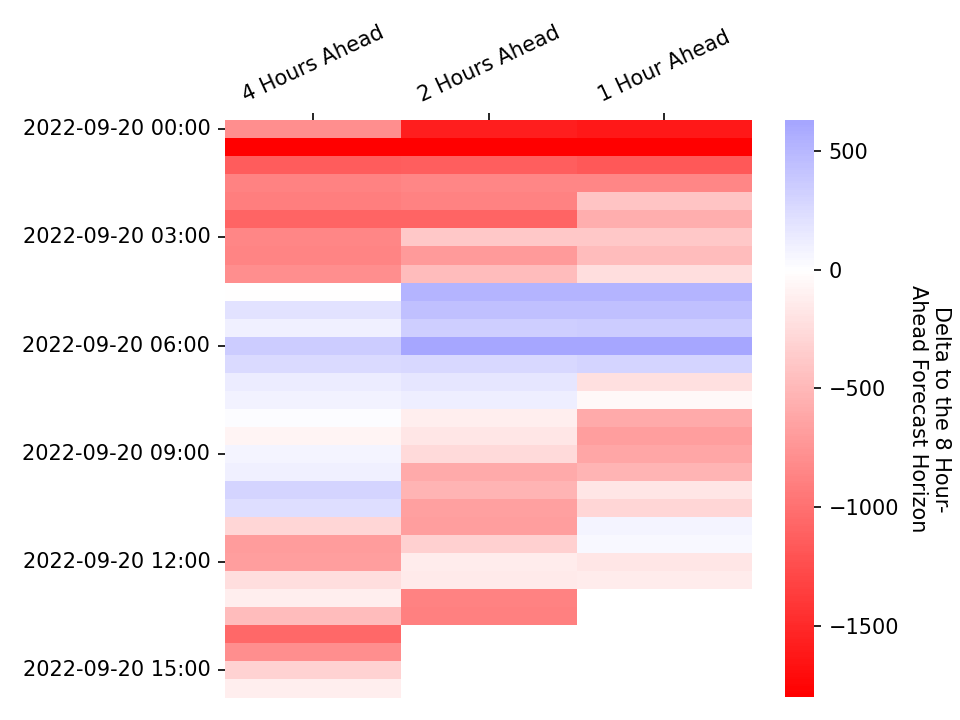 4 Hours Ahead
2 Hours Ahead
1 Hour Ahead
2022-09-20 00:00
2022-09-20 03:00
2022-09-20 06:00
2022-09-20 09:00
2022-09-20 12:00
2022-09-20 15:00
500
0
−500
−1000
−1500
Delta to the 8 Hour-
Ahead Forecast Horizon